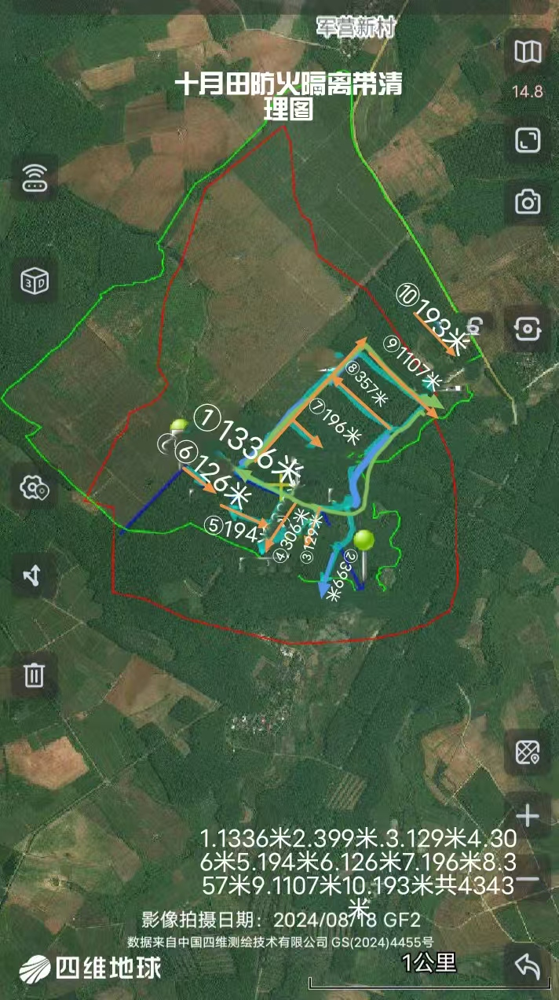 军营新村
十月田防火隔离带清
理图
14.8
⑩193米
⑨1107米
⑧357米
⑦196米
①1336米
⑥126米
⑤194
④306米
③129米
②399米
3D
1.1336米2.399米.3.129米4.30
6米5.194米6.126米7.196米8.3
57米9.1107米10.193米共4343
米
影像拍摄日期：2024/08/18 GF2
数据来自中国四维测绘技术有限公司 GS(2024)4455号
四维地球
1公里